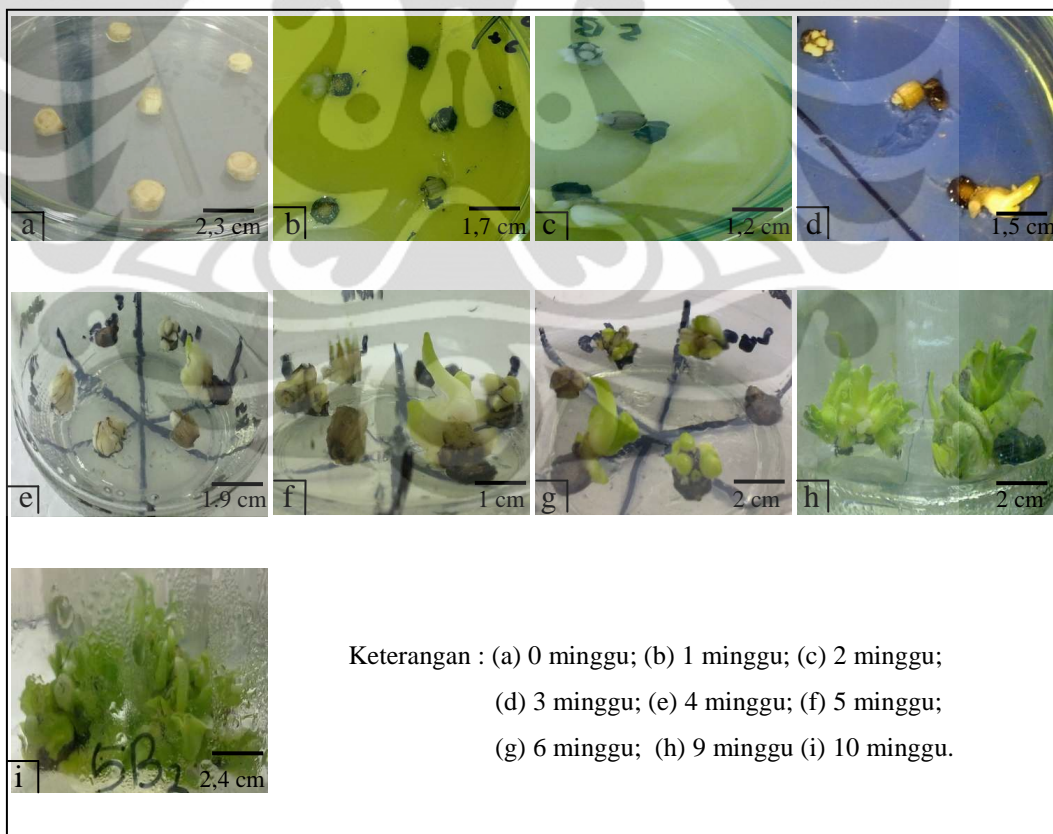 a
2,3 cm
b
1,7 cm
c
1,2 cm
d
1,5 cm
e
1.9 cm
f
1 cm
g
2 cm
h
2 cm
5B2
i
2,4 cm
Keterangan : (a) 0 minggu; (b) 1 minggu; (c) 2 minggu;
(d) 3 minggu; (e) 4 minggu; (f) 5 minggu;
(g) 6 minggu; (h) 9 minggu (i) 10 minggu.